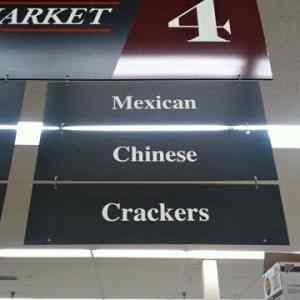 ARKET 4
Mexican
Chinese
Crackers